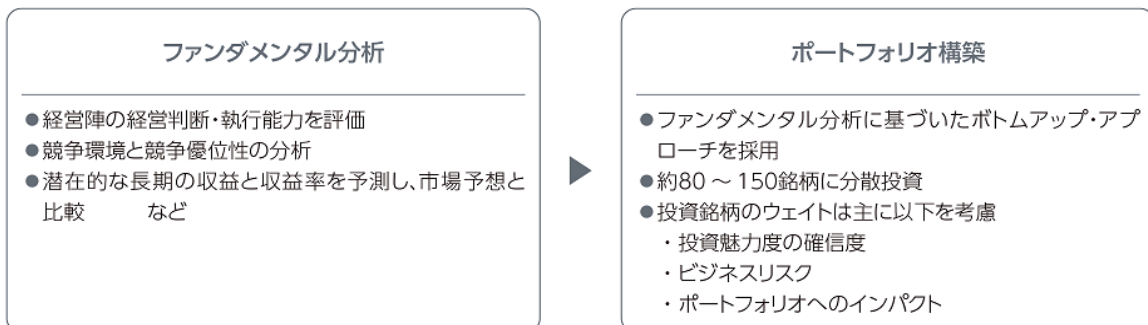 ファンダメンタル分析
●経営陣の経営判断・執行能力を評価
●競争環境と競争優位性の分析
●潜在的な長期の収益と収益率を予測し、市場予想と
比較　　　など
▶
ポートフォリオ構築
●ファンダメンタル分析に基づいたボトムアップ・アプ
ローチを採用
●約80～150銘柄に分散投資
●投資銘柄のウェイトは主に以下を考慮
・投資魅力度の確信度
・ビジネスリスク
・ポートフォリオへのインパクト